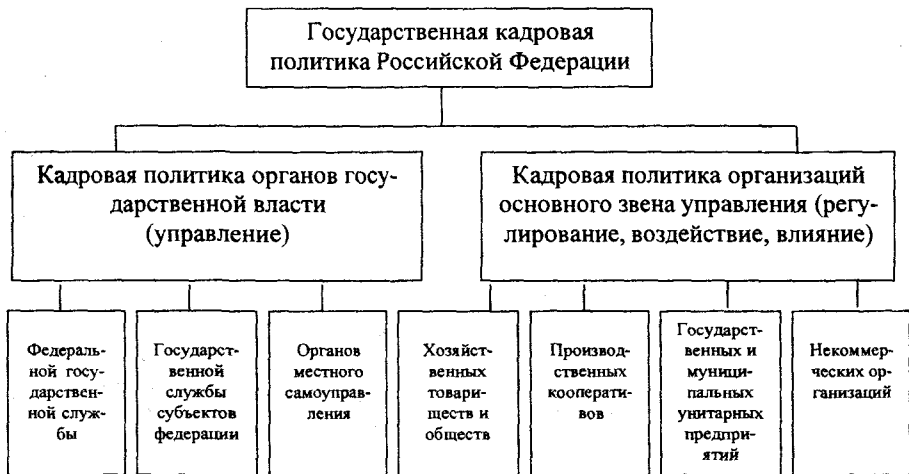 Государственная кадровая
политика Российской Федерации
Кадровая политика органов госу-
дарственной власти
(управление)
Кадровая политика организаций
основного звена управления (регу-
лирование, воздействие, влияние)
Федераль-
ной госу-
дарствен-
ной служ-
бы
Государст-
венной
службы
субъектов
федерации
Органов
местного
самоуправ-
ления
Хозяйст-
венных
товари-
ществ и
обществ
Производ-
ственных
кооперати-
вов
Государст-
венных и
муници-
пальных
унитарных
предприя-
тий
Некоммер-
ческих ор-
ганизаций